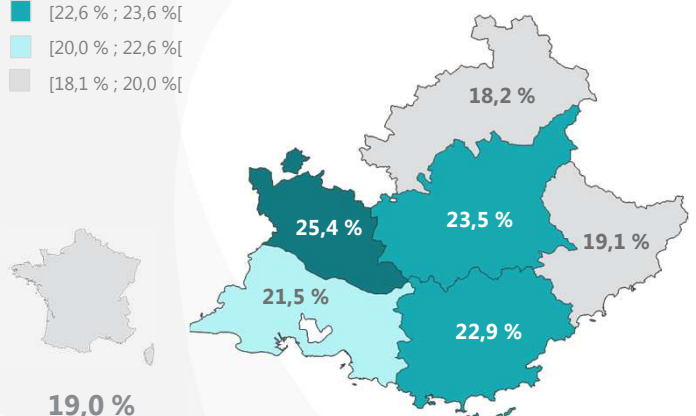 [22,6 % ; 23,6 %[
[20,0 % ; 22,6 %[
[18,1 % ; 20,0 %[
18,2 %
25,4 %
23,5 %
19,1 %
21,5 %
22,9 %
19,0 %